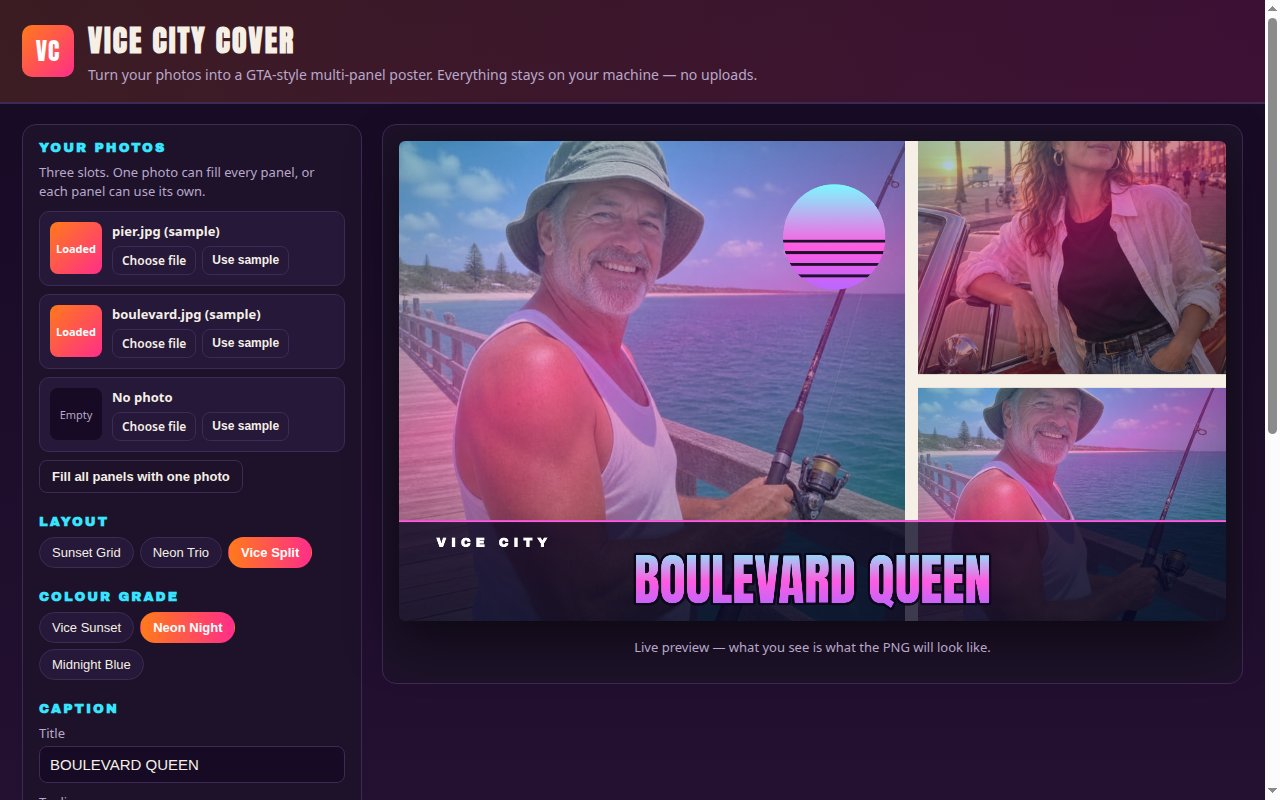 VC
VICE CITY COVER
Turn your photos into a GTA-style multi-panel poster. Everything stays on your machine — no uploads.
YOUR PHOTOS
Three slots. One photo can fill every panel, or
each panel can use its own.
Loaded
pier.jpg (sample)
Choose file
Use sample
Loaded
boulevard.jpg (sample)
Choose file
Use sample
Empty
No photo
Choose file
Use sample
Fill all panels with one photo
LAYOUT
Sunset Grid
Neon Trio
Vice Split
COLOUR GRADE
Vice Sunset
Neon Night
Midnight Blue
CAPTION
Title
BOULEVARD QUEEN
VICE CITY
BOULEVARD QUEEN
Live preview — what you see is what the PNG will look like.